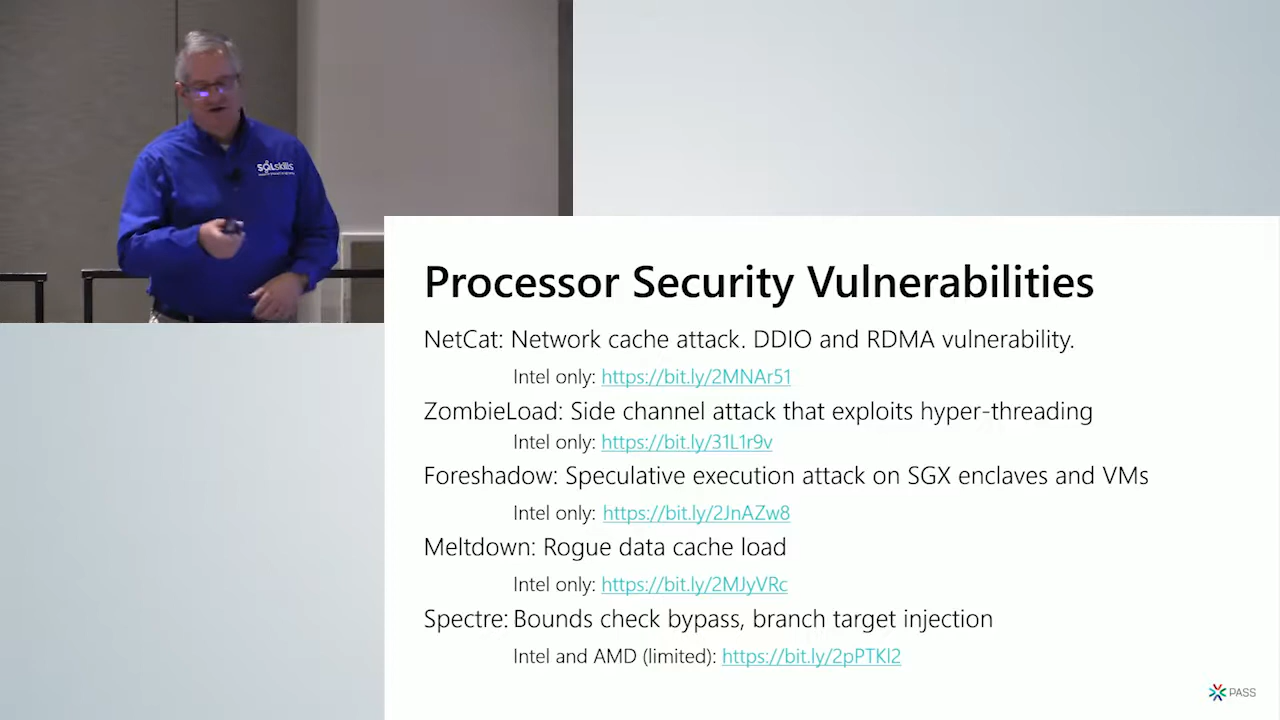 SQLskills
Processor Security Vulnerabilities
NetCat: Network cache attack. DDIO and RDMA vulnerability.
Intel only: https://bit.ly/2MNAr51
ZombieLoad: Side channel attack that exploits hyper-threading
Intel only: https://bit.ly/31L1r9v
Foreshadow: Speculative execution attack on SGX enclaves and VMs
Intel only: https://bit.ly/2JnAZw8
Meltdown: Rogue data cache load
Intel only: https://bit.ly/2MJyVRc
Spectre: Bounds check bypass, branch target injection
Intel and AMD (limited): https://bit.ly/2pPTKl2
PASS